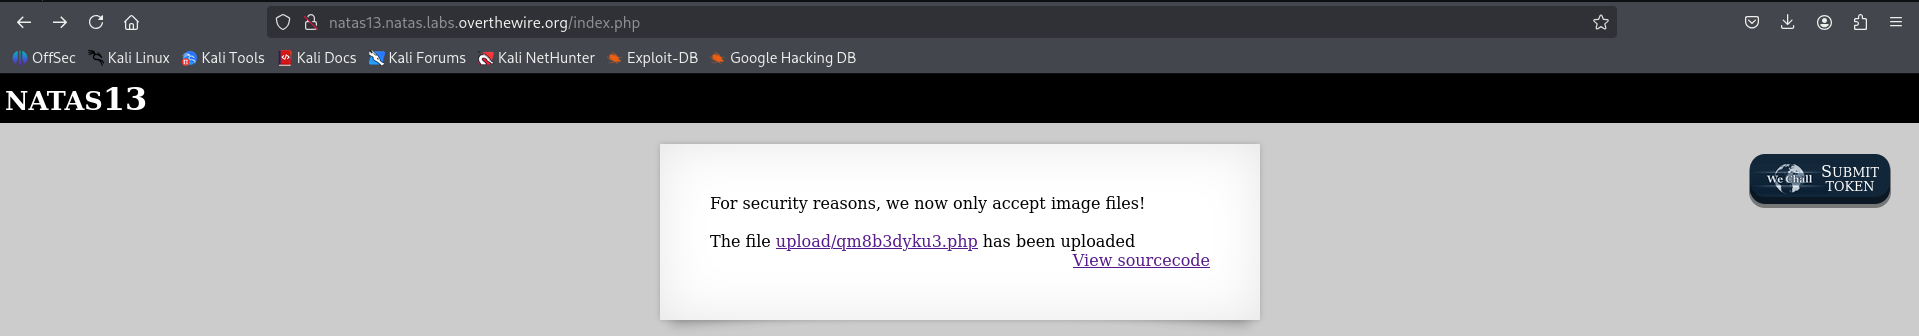 natas13.natas.labs.overthewire.org/index.php
OffSec Kali Linux Kali Tools Kali Docs Kali Forums Kali NetHunter Exploit-DB Google Hacking DB
NATAS13
For security reasons, we now only accept image files!
The file upload/qm8b3dyku3.php has been uploaded
View sourcecode
We Chall
SUBMIT
TOKEN